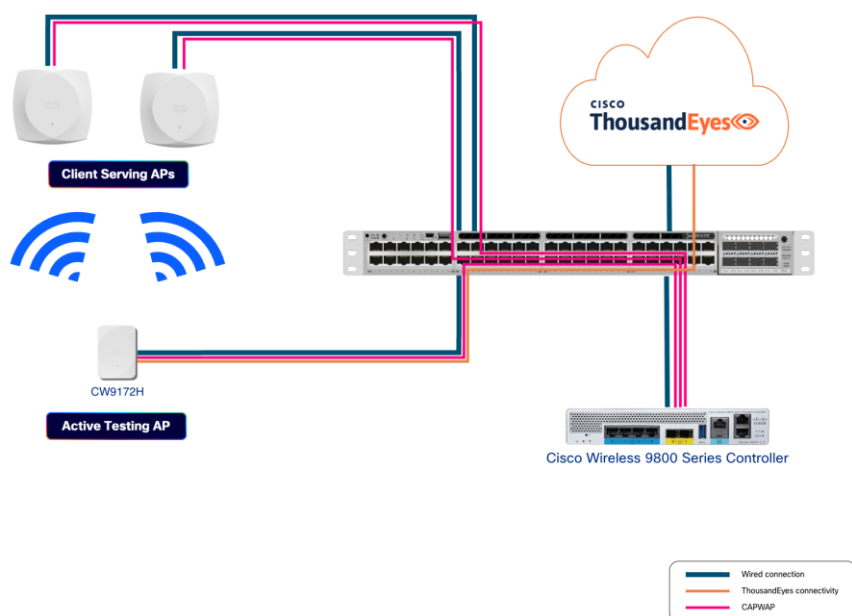 CISCO
ThousandEyes
Client Serving APs
CW9172H
Active Testing AP
Cisco Wireless 9800 Series Controller
Wired connection
ThousandEyes connectivity
CAPWAP